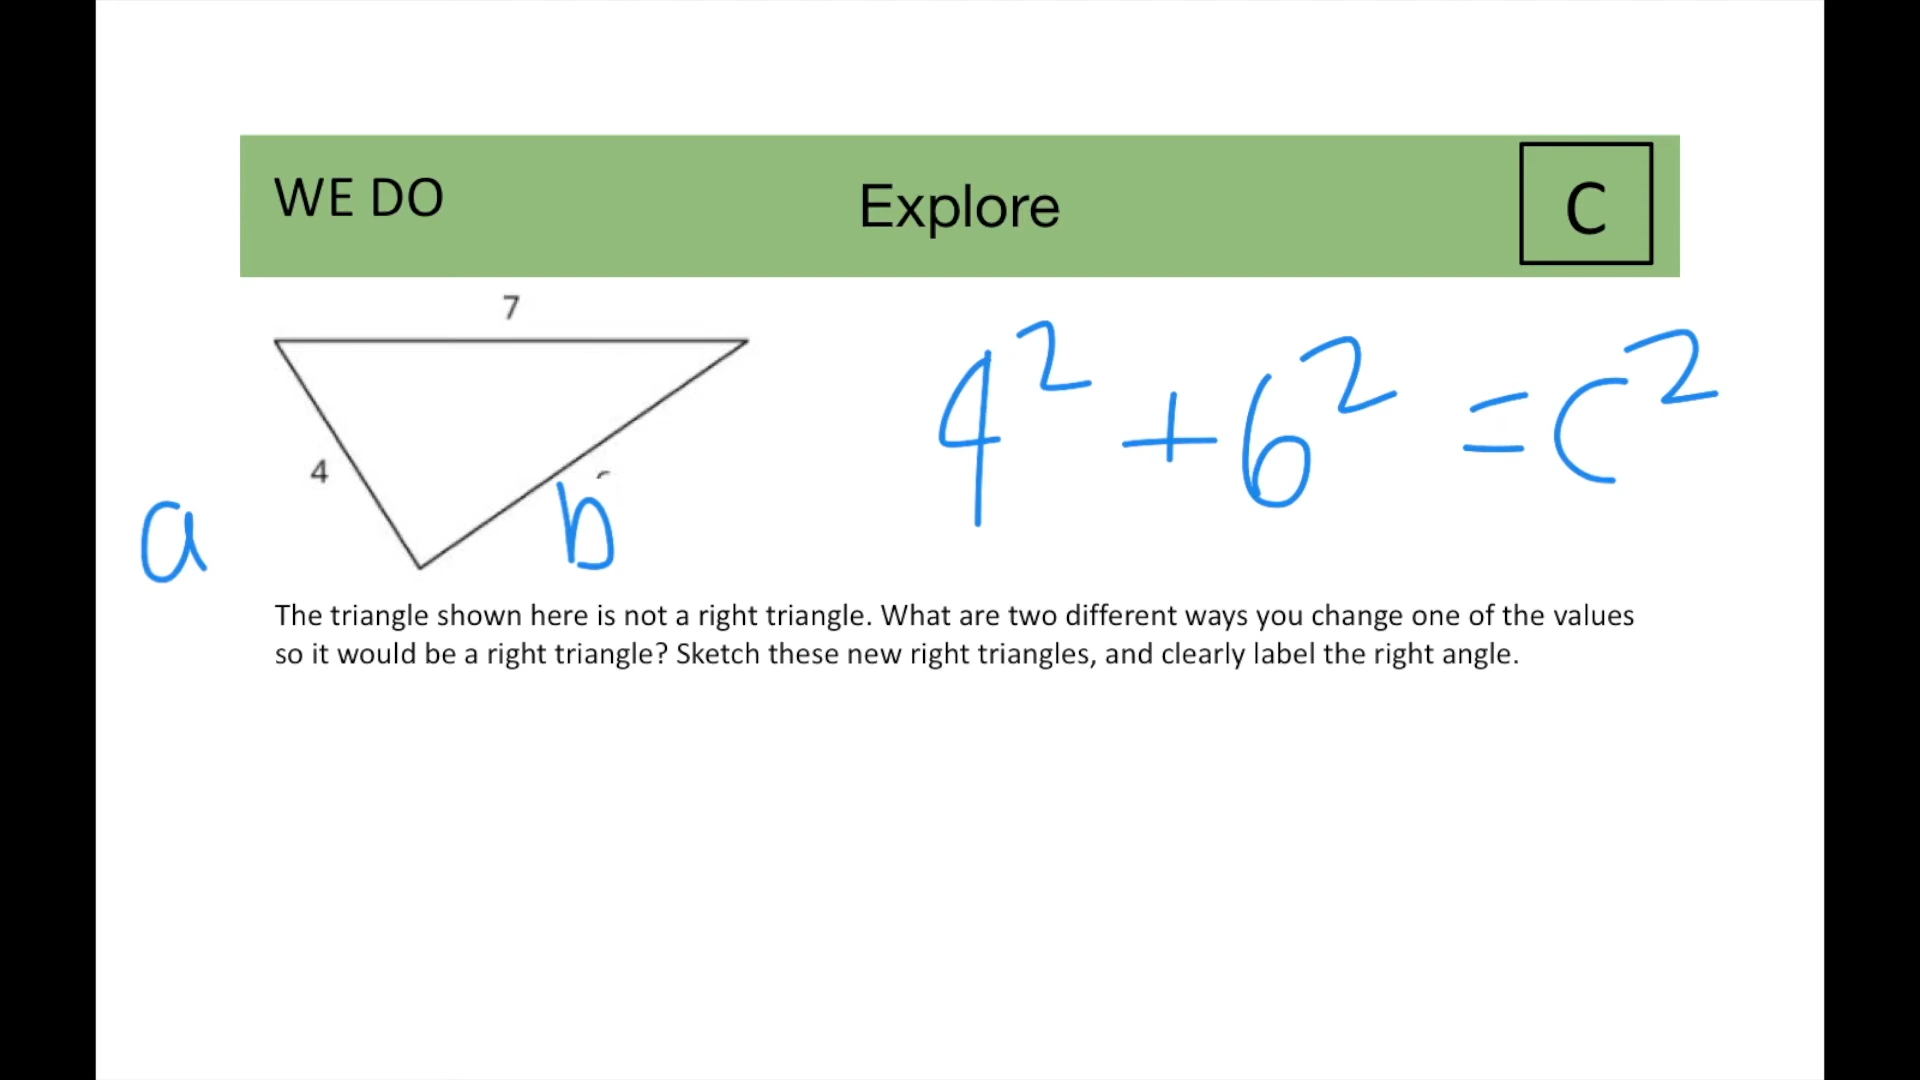 WE DO
Explore
C
7
4² + 6² = c²
4
a
b
The triangle shown here is not a right triangle. What are two different ways you change one of the values
so it would be a right triangle? Sketch these new right triangles, and clearly label the right angle.